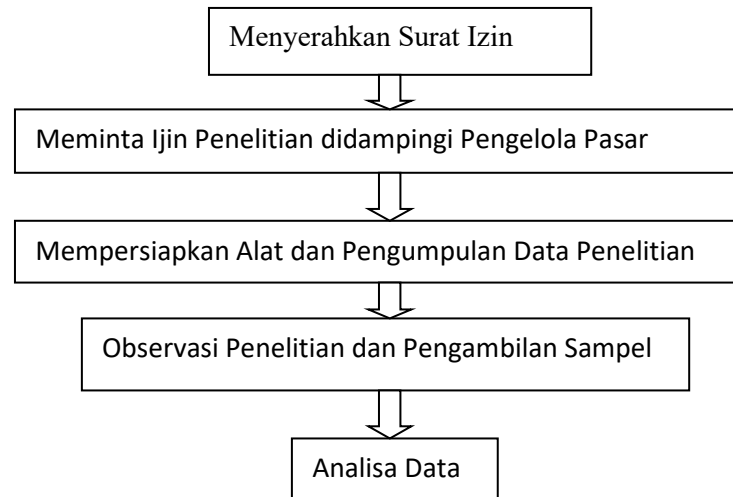 Menyerahkan Surat Izin
Meminta Ijin Penelitian didampingi Pengelola Pasar
Mempersiapkan Alat dan Pengumpulan Data Penelitian
Observasi Penelitian dan Pengambilan Sampel
Analisa Data